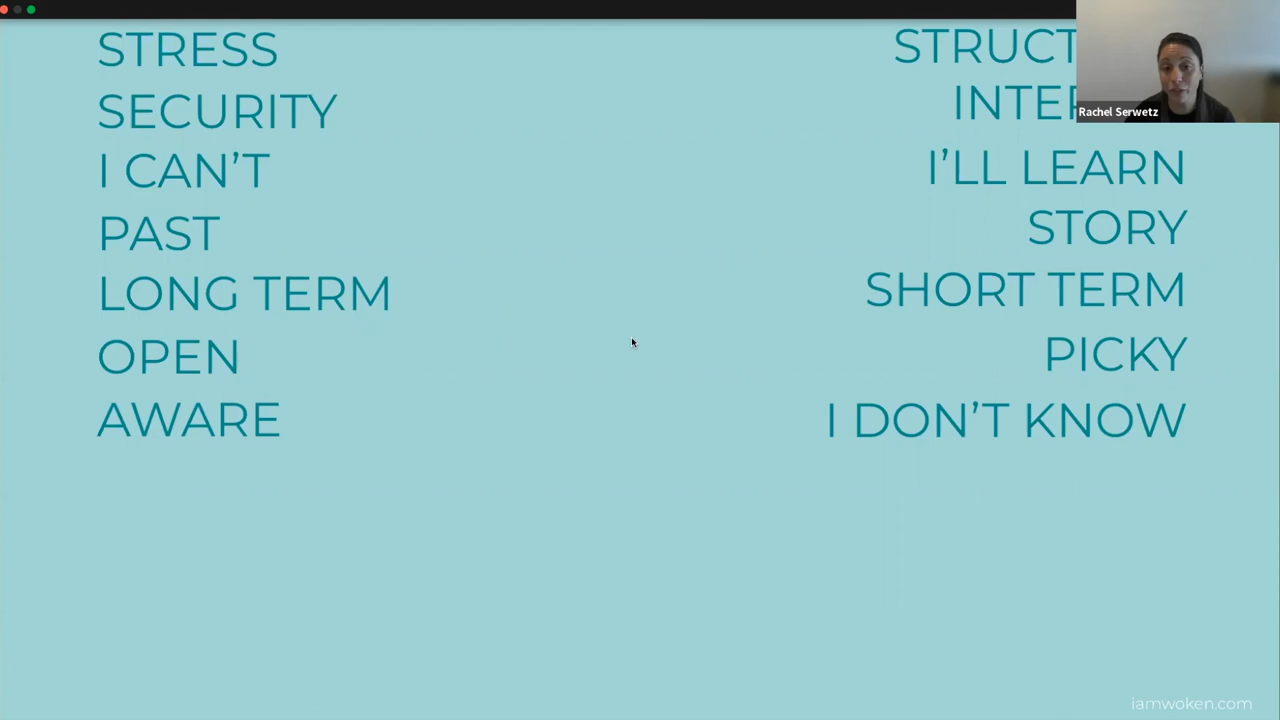 STRESS
SECURITY
I CAN'T
PAST
LONG TERM
OPEN
AWARE
I'LL LEARN
STORY
SHORT TERM
PICKY
I DON'T KNOW
Rachel Serwetz
iamwoken.com